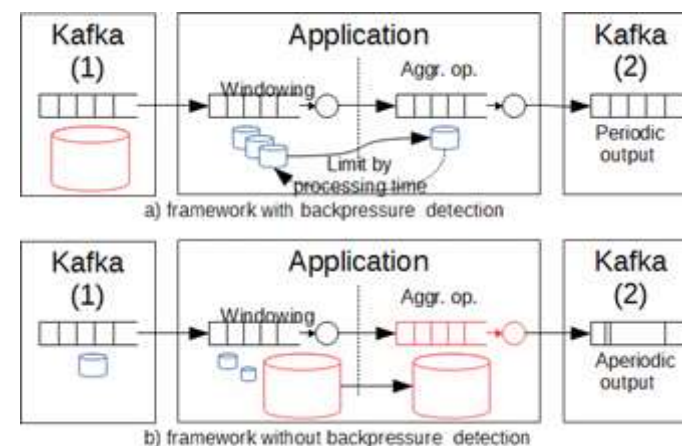 Kafka
(1)
Application
Kafka
(2)
Windowing
Aggr. op.
Limit by
processing time
Periodic
output
a) framework with backpressure detection
Kafka
(1)
Application
Kafka
(2)
Windowing
Aggr. op.
Aperiodic
output
b) framework without backpressure detection